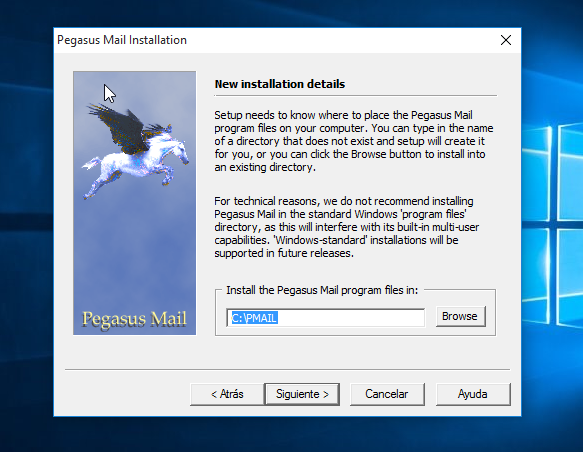 Pegasus Mail Installation
New installation details
Setup needs to know where to place the Pegasus Mail
program files on your computer. You can type in the name
of a directory that does not exist and setup will create it
for you, or you can click the Browse button to install into
an existing directory.
For technical reasons, we do not recommend installing
Pegasus Mail in the standard Windows 'program files'
directory, as this will interfere with its built-in multi-user
capabilities. 'Windows-standard' installations will be
supported in future releases.
Install the Pegasus Mail program files in:
C:\PMAIL
Browse
Pegasus Mail
< Atrás
Siguiente >
Cancelar
Ayuda